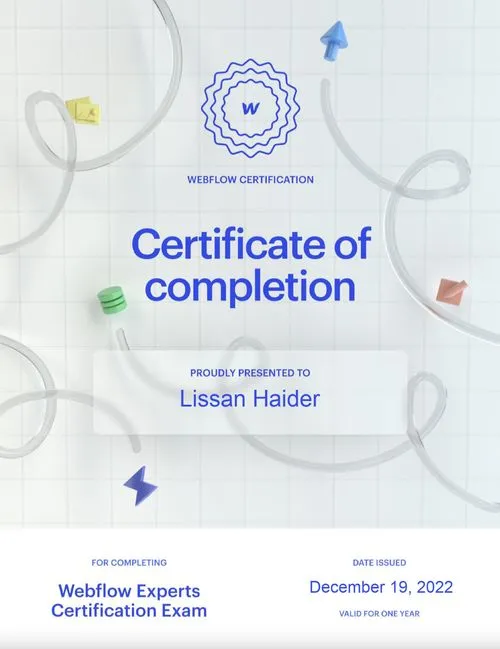 W
WEBFLOW CERTIFICATION
Certificate of
completion
PROUDLY PRESENTED TO
Lissan Haider
FOR COMPLETING
Webflow Experts
Certification Exam
DATE ISSUED
December 19, 2022
VALID FOR ONE YEAR